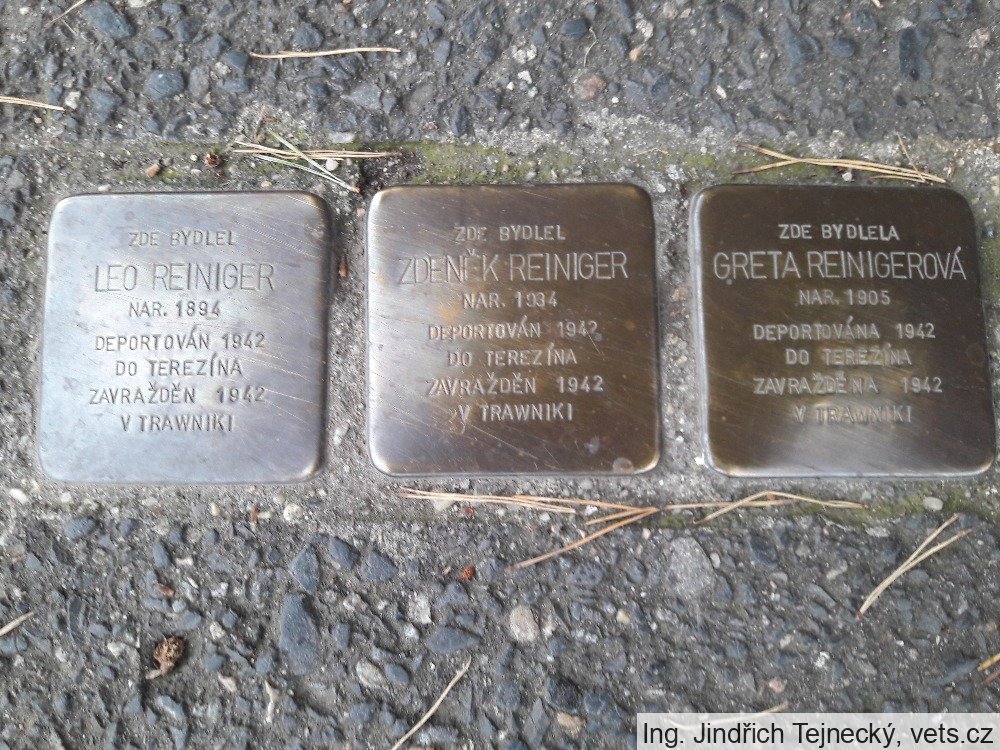 ZDE BYDLEL
LEO REINIGER
NAR. 1894
DEPORTOVÁN 1942
DO TEREZÍNA
ZAVRAŽDĚN 1942
V TRAWNIKI
ZDE BYDLEL
ZDENĚK REINIGER
NAR. 1934
DEPORTOVÁN 1942
DO TEREZÍNA
ZAVRAŽDĚN 1942
V TRAWNIKI
ZDE BYDLELA
GRETA REINIGEROVÁ
NAR. 1905
DEPORTOVÁNA 1942
DO TEREZÍNA
ZAVRAŽDĚNA 1942
V TRAWNIKI
Ing. Jindřich Tejnecký, vets.cz